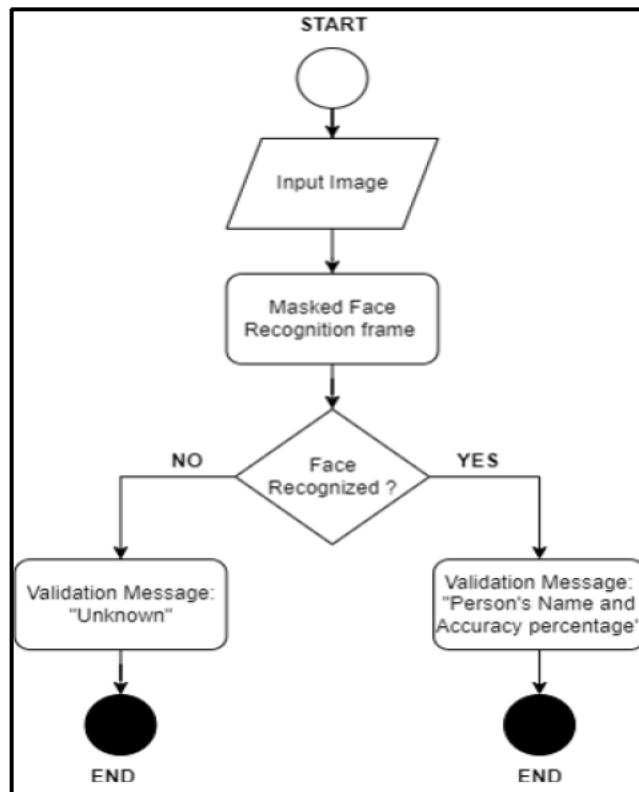 START
Input Image
Masked Face
Recognition frame
Face
Recognized ?
NO
YES
Validation Message:
"Unknown"
Validation Message:
"Person's Name and
Accuracy percentage"
END
END